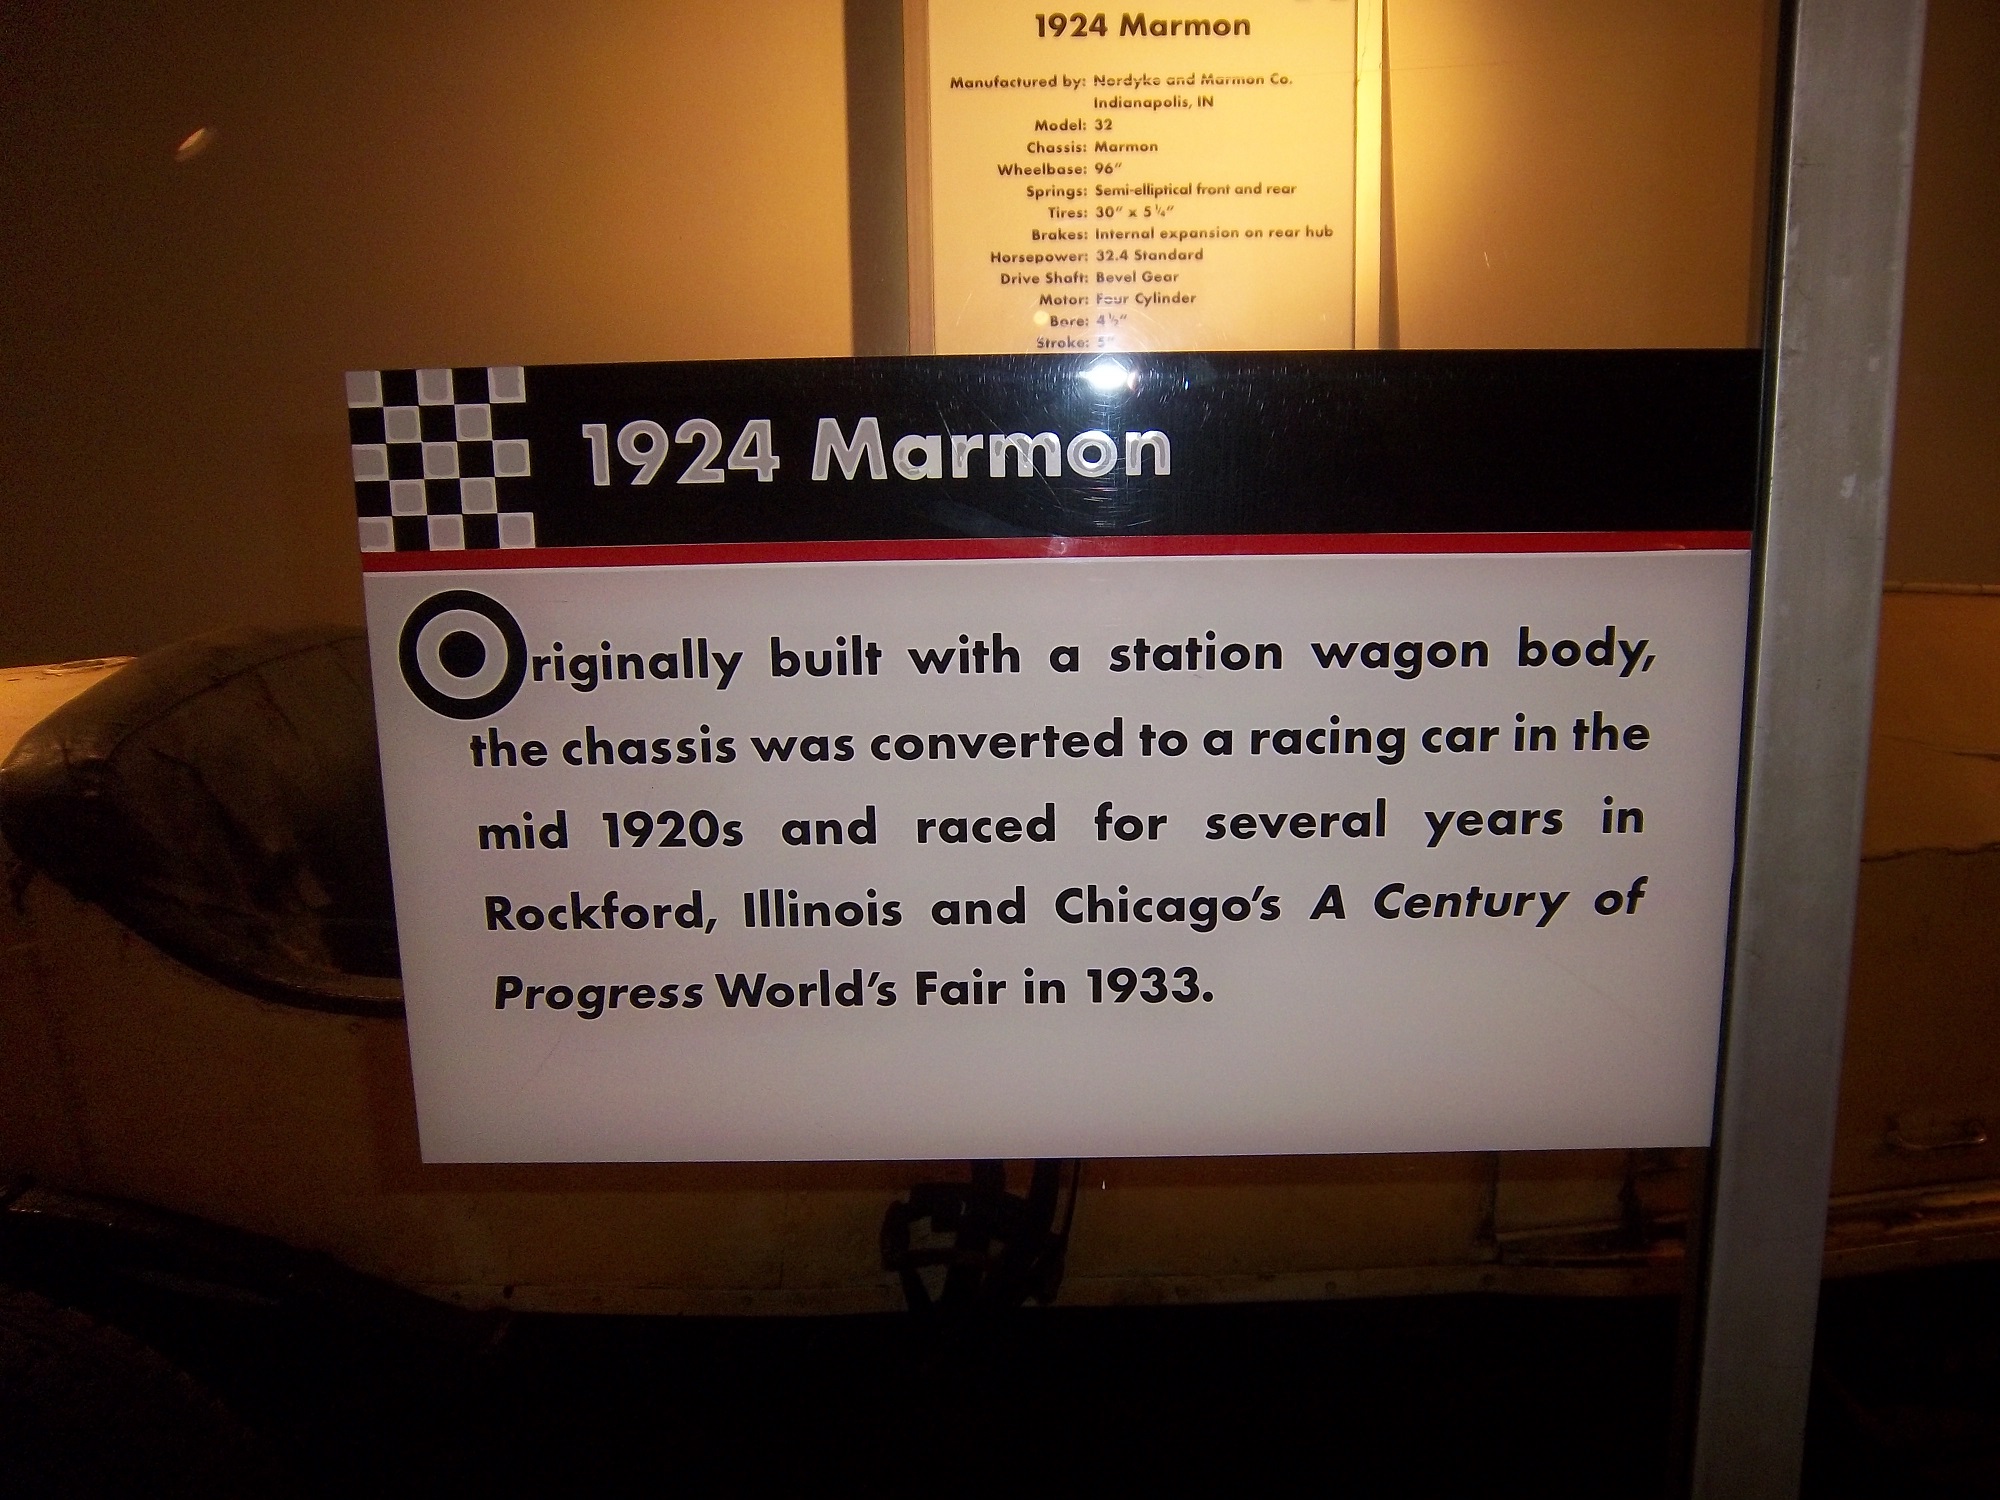 1924 Marmon
Manufactured by: Nordyke and Marmon Co.
Indianapolis, IN
Model: 32
Chassis: Marmon
Wheelbase: 96"
Springs: Semi-elliptical front and rear
Tires: 30" x 5 ¼"
Brakes: Internal expansion on rear hub
Horsepower: 32.4 Standard
Drive Shaft: Bevel Gear
Motor: Four Cylinder
Bore: 4 ½"
Stroke: 5"
1924 Marmon
Originally built with a station wagon body,
the chassis was converted to a racing car in the
mid 1920s and raced for several years in
Rockford, Illinois and Chicago's A Century of
Progress World's Fair in 1933.